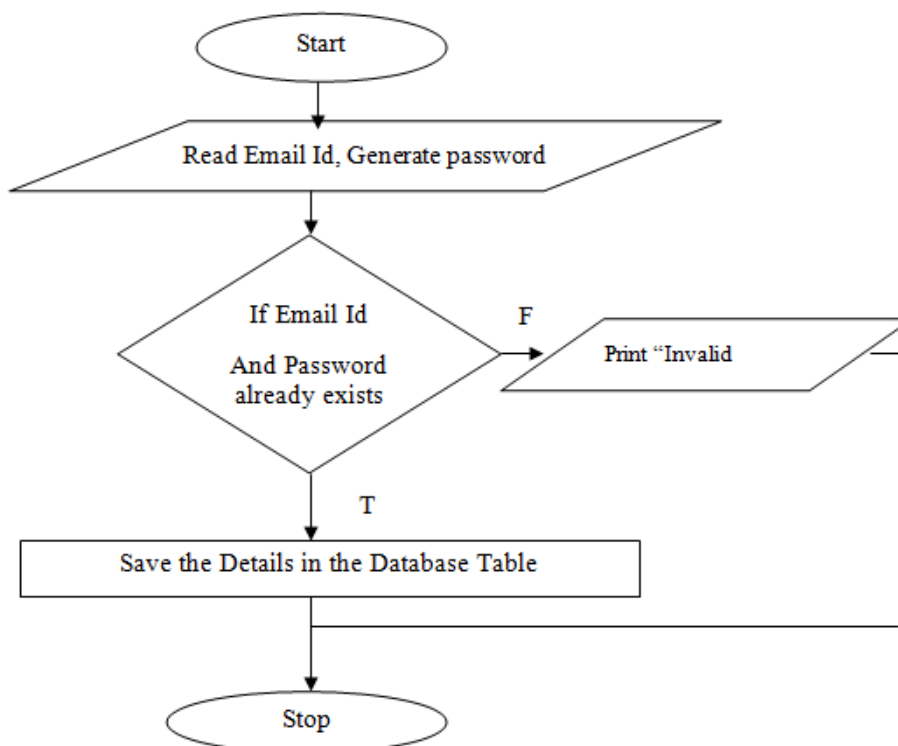 Start
Read Email Id, Generate password
If Email Id
And Password
already exists
F
Print “Invalid
T
Save the Details in the Database Table
Stop